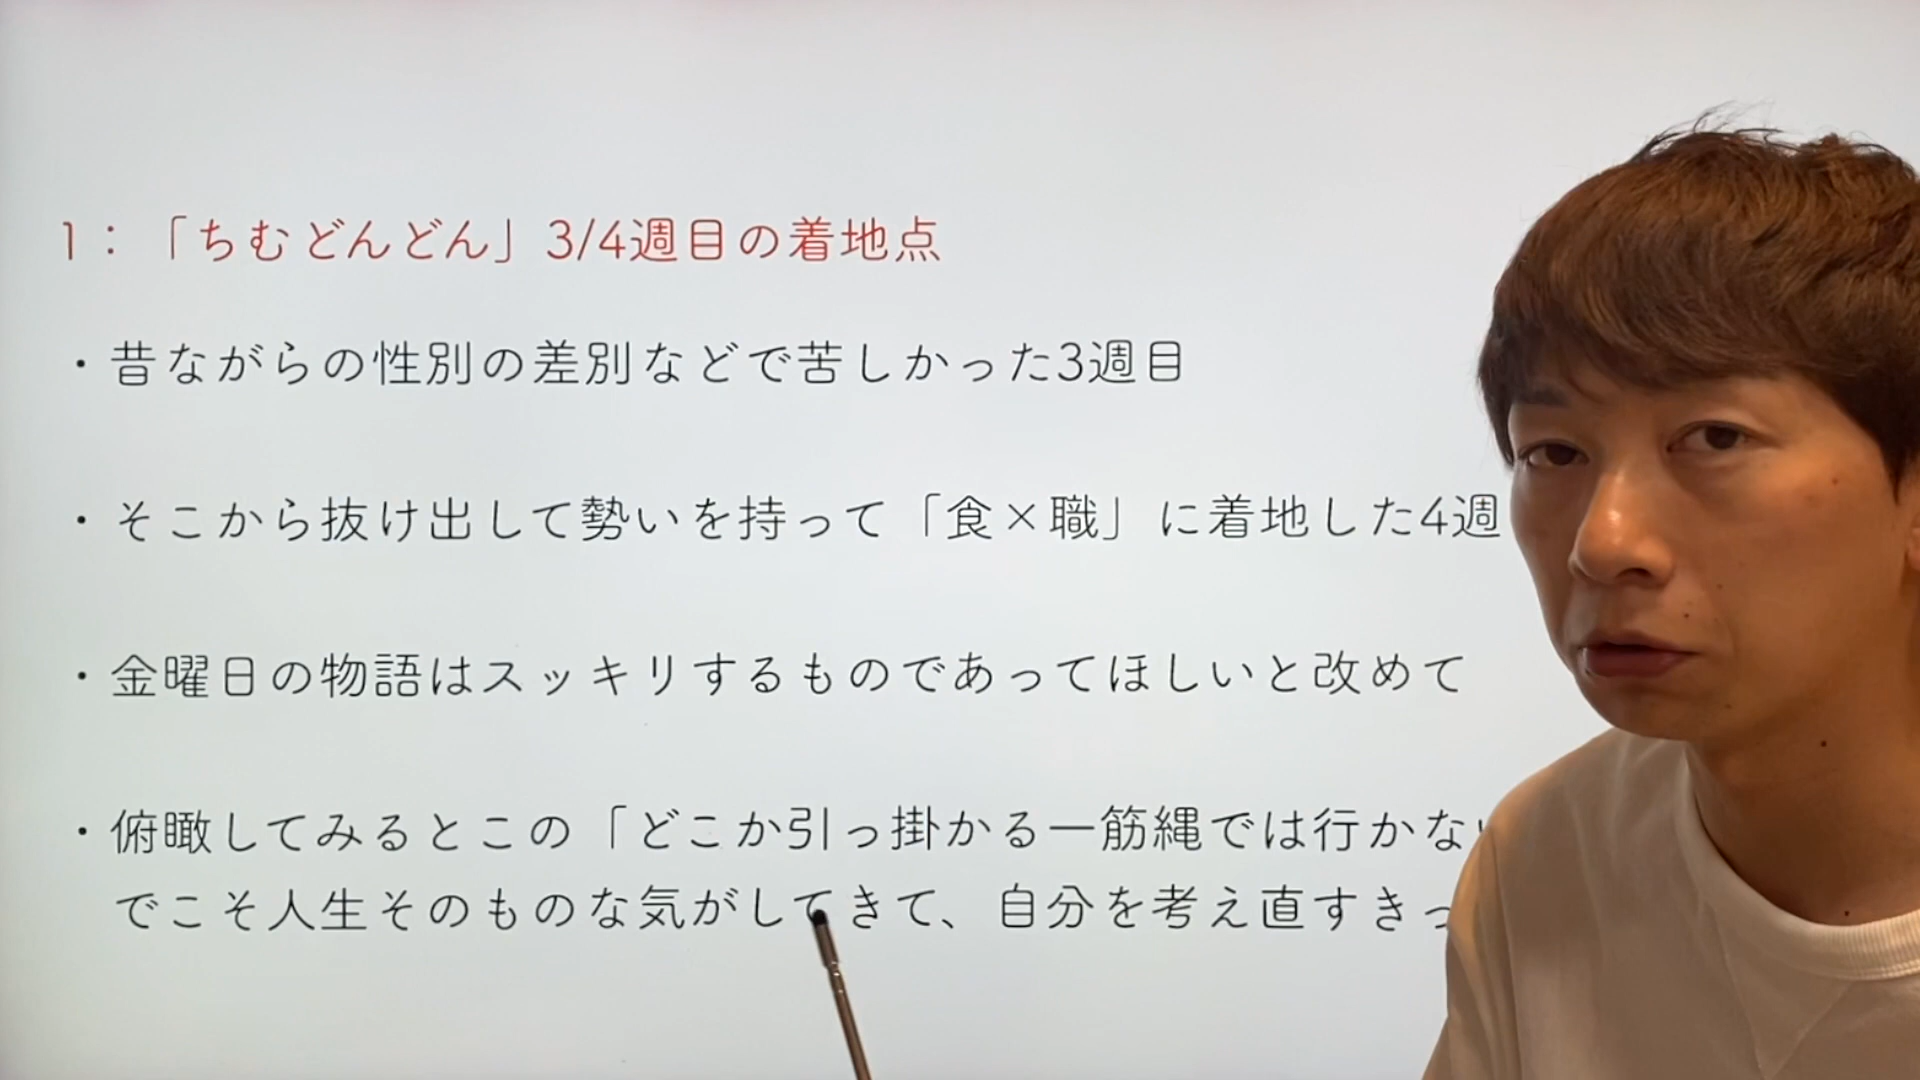 1：「ちむどんどん」3/4週目の着地点
・昔ながらの性別の差別などで苦しかった3週目
・そこから抜け出して勢いを持って「食×職」に着地した4週
・金曜日の物語はスッキリするものであってほしいと改めて
・俯瞰してみるとこの「どこか引っ掛かる一筋縄では行かな
でこそ人生そのものな気がしてきて、自分を考え直すきっ